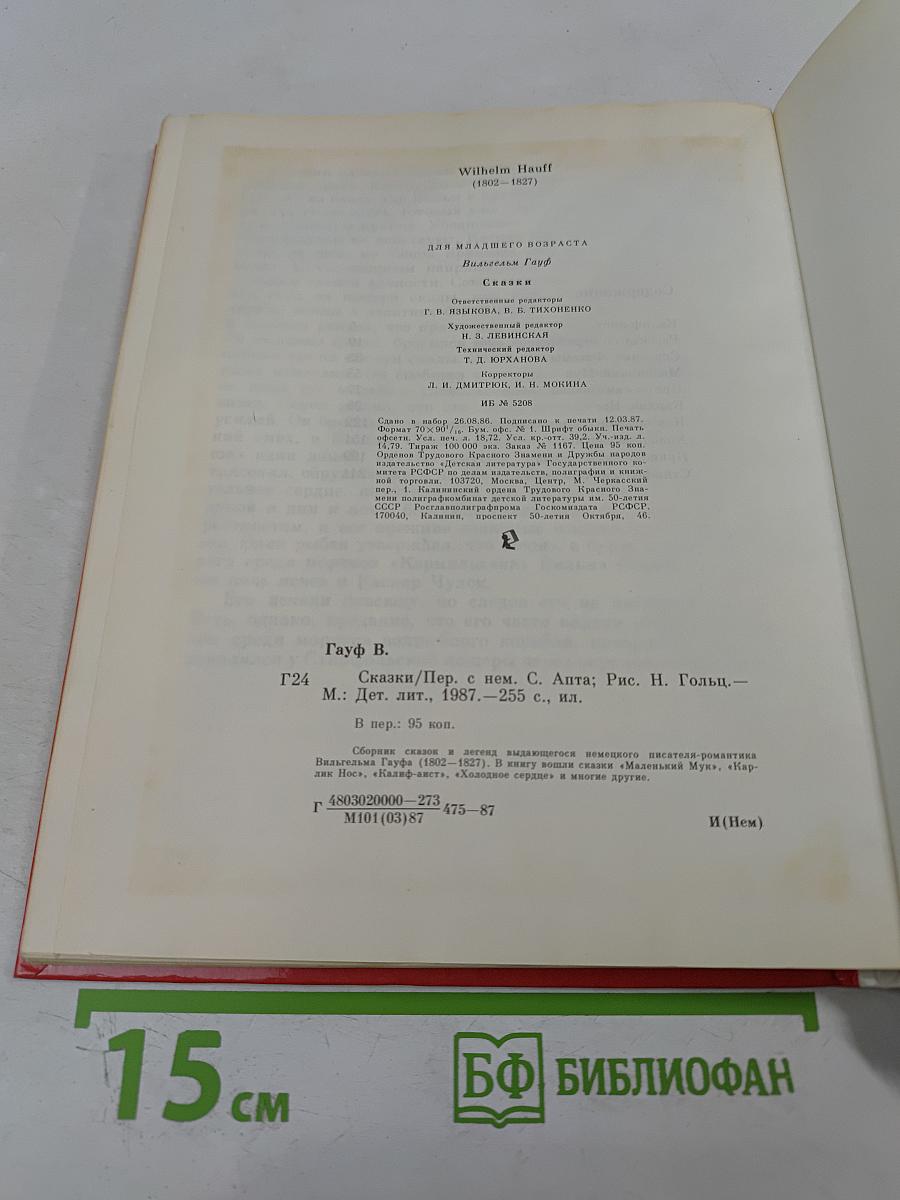 Wilhelm Hauff
(1802—1827)
ДЛЯ МЛАДШЕГО ВОЗРАСТА
Вильгельм Гауф
Сказки
Ответственные редакторы
Г. В. ЯЗЫКОВА, В. Б. ТИХОНЕНКО
Художественный редактор
Н. З. ЛЕВИНСКАЯ
Технический редактор
Т. Д. ЮРХАНОВА
Корректоры
Л. И. ДМИТРЮК, И. Н. МОКИНА
ИБ № 5208
Сдано в набор 26.08.86. Подписано к печати 12.03.87.
Формат 70×90¹/₁₆. Бум. офс. № 1. Шрифт обыкн. Печать
офсетн. Усл. печ. л. 18,72. Усл. кр.-отт. 39,2. Уч.-изд. л.
14,79. Тираж 100 000 экз. Заказ № 1167. Цена 95 коп.
Орденов Трудового Красного Знамени и Дружбы народов
издательство «Детская литература» Государственного ко-
митета РСФСР по делам издательств, полиграфии и книж-
ной торговли. 103720, Москва, Центр, М. Черкасский
пер., 1. Калининский ордена Трудового Красного Зна-
мени полиграфкомбинат детской литературы им. 50-летия
СССР Росглавполиграфпрома Госкомиздата РСФСР.
170040, Калинин, проспект 50-летия Октября, 46.
Гауф В.
Г24 Сказки/Пер. с нем. С. Апта; Рис. Н. Гольц.—
М.: Дет. лит., 1987.—255 с., ил.
В пер.: 95 коп.
Сборник сказок и легенд выдающегося немецкого писателя-романтика
Вильгельма Гауфа (1802—1827). В книгу вошли сказки «Маленький Мук», «Кар-
лик Нос», «Калиф-аист», «Холодное сердце» и многие другие.
Г 4803020000—273 475—87
М101(03)87
И(Нем)
15 см
БФ БИБЛИОФАН